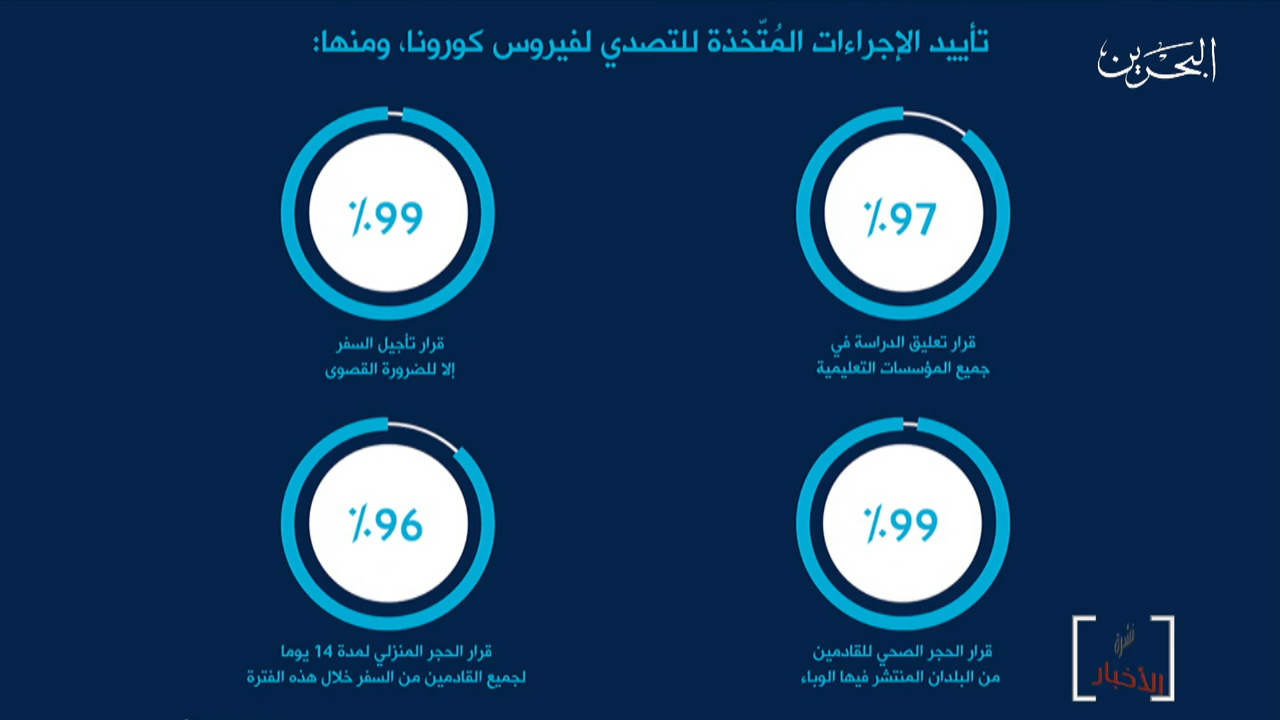 تأييد الإجراءات المُتّخذة للتصدي لفيروس كورونا، ومنها:
البحرين
٪97
قرار تعليق الدراسة في
جميع المؤسسات التعليمية
٪99
قرار تأجيل السفر
إلا للضرورة القصوى
٪99
قرار الحجر الصحي للقادمين
من البلدان المنتشر فيها الوباء
٪96
قرار الحجر المنزلي لمدة 14 يوما
لجميع القادمين من السفر خلال هذه الفترة
نشرة
الأخبار